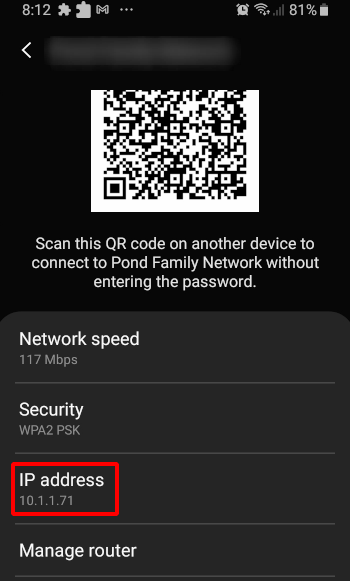 8:12
81%
Scan this QR code on another device to
connect to Pond Family Network without
entering the password.
Network speed
117 Mbps
Security
WPA2 PSK
IP address
10.1.1.71
Manage router